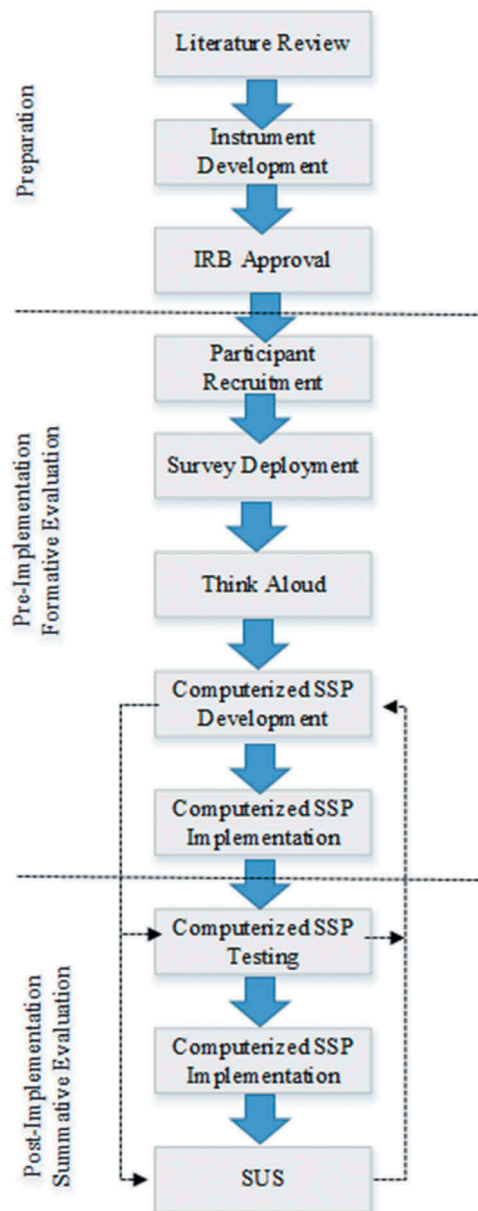 Literature Review
Instrument
Development
IRB Approval
Preparation
Participant
Recruitment
Survey Deployment
Think Aloud
Computerized SSP
Development
Computerized SSP
Implementation
Pre-Implementation
Formative Evaluation
Computerized SSP
Testing
Computerized SSP
Implementation
SUS
Post-Implementation
Summative Evaluation